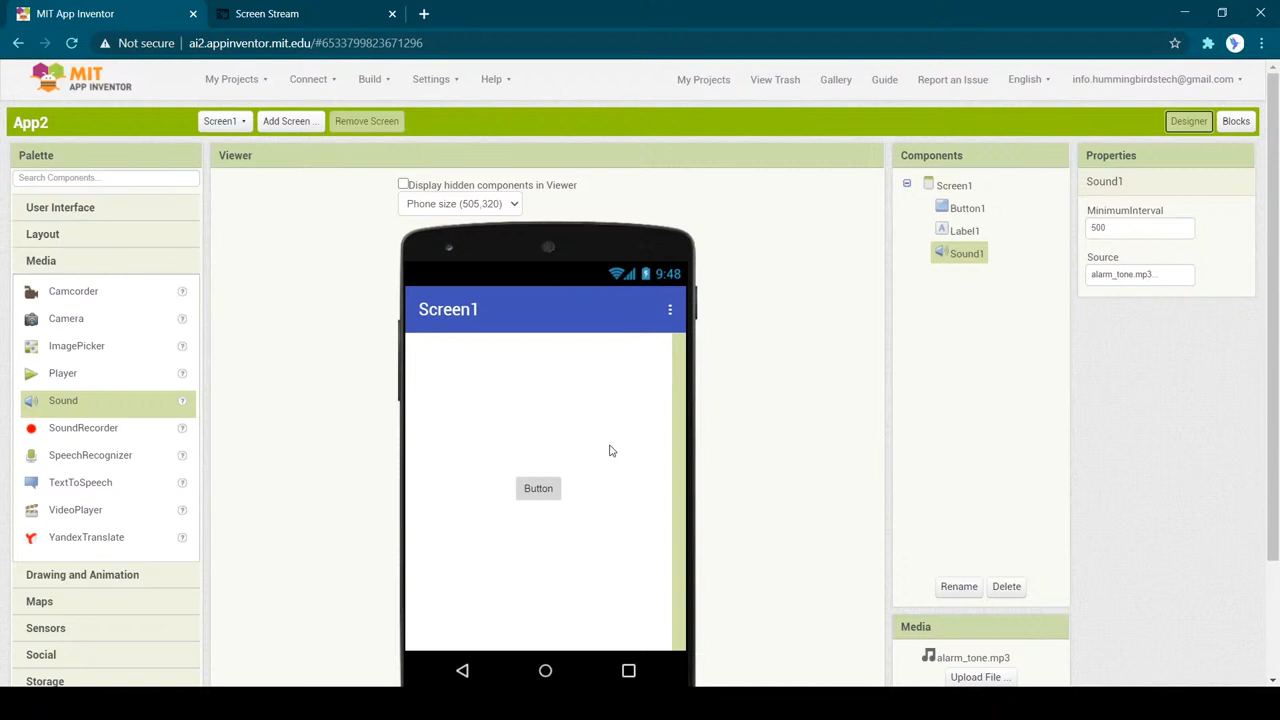 MIT App Inventor
Screen Stream
Not secure
ai2.appinventor.mit.edu/#6533799823671296
MIT
APP INVENTOR
My Projects
Connect
Build
Settings
Help
My Projects
View Trash
Gallery
Guide
Report an Issue
English
info.hummingbirdstech@gmail.com
App2
Screen1
Add Screen ...
Remove Screen
Designer
Blocks
Palette
Search Components...
User Interface
Layout
Media
Camcorder
Camera
ImagePicker
Player
Sound
SoundRecorder
SpeechRecognizer
TextToSpeech
VideoPlayer
YandexTranslate
Drawing and Animation
Maps
Sensors
Social
Storage
Viewer
Display hidden components in Viewer
Phone size (505,320)
9:48
Screen1
Button
Components
Screen1
Button1
Label1
Sound1
Rename
Delete
Media
alarm_tone.mp3
Upload File ...
Properties
Sound1
MinimumInterval
500
Source
alarm_tone.mp3...